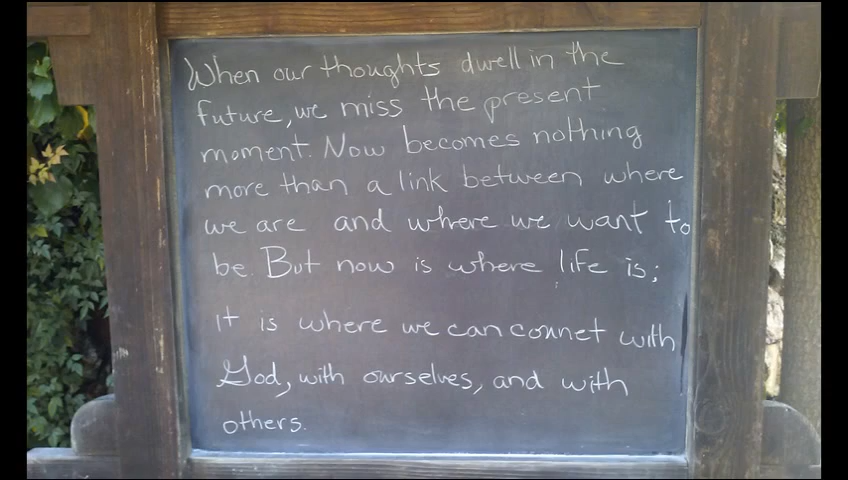 When our thoughts dwell in the
future, we miss the present
moment. Now becomes nothing
more than a link between where
we are and where we want to
be. But now is where life is;
it is where we can connet with
God, with ourselves, and with
others.